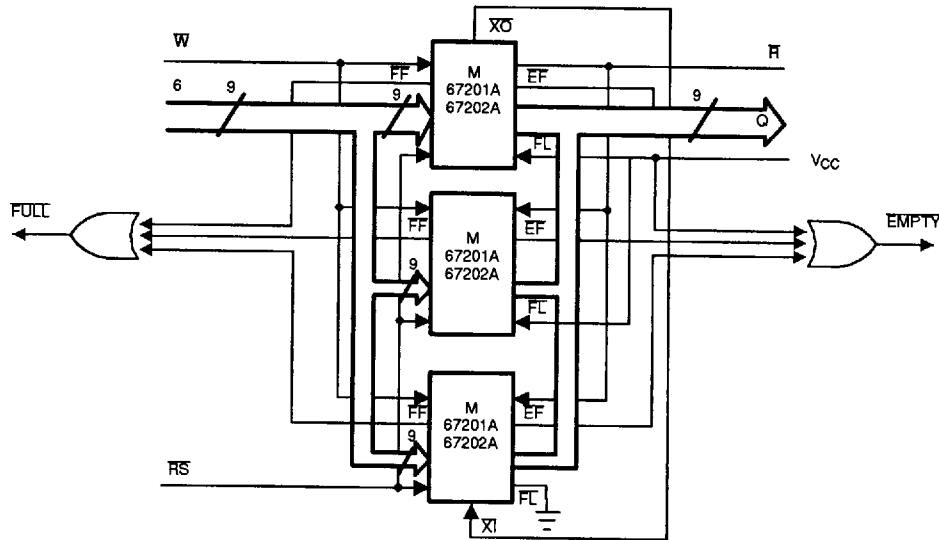 XO
W
R
FF
M
67201A
67202A
EF
6
9
9
9
Q
FL
VCC
FULL
FF
M
67201A
67202A
EF
EMPTY
9
FL
FF
M
67201A
67202A
EF
9
RS
FL
XI